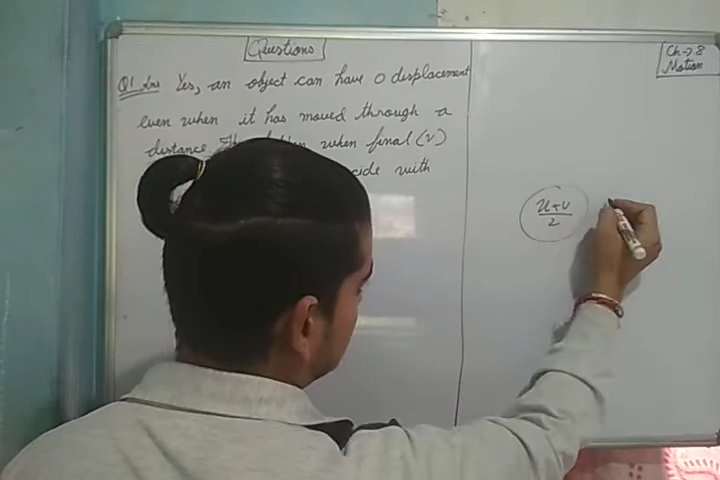 Questions
Ch → 8
Motion
Q1 Ans Yes, an object can have 0 displacement
even when it has moved through a
distance. when final (v)
with
u+v
2